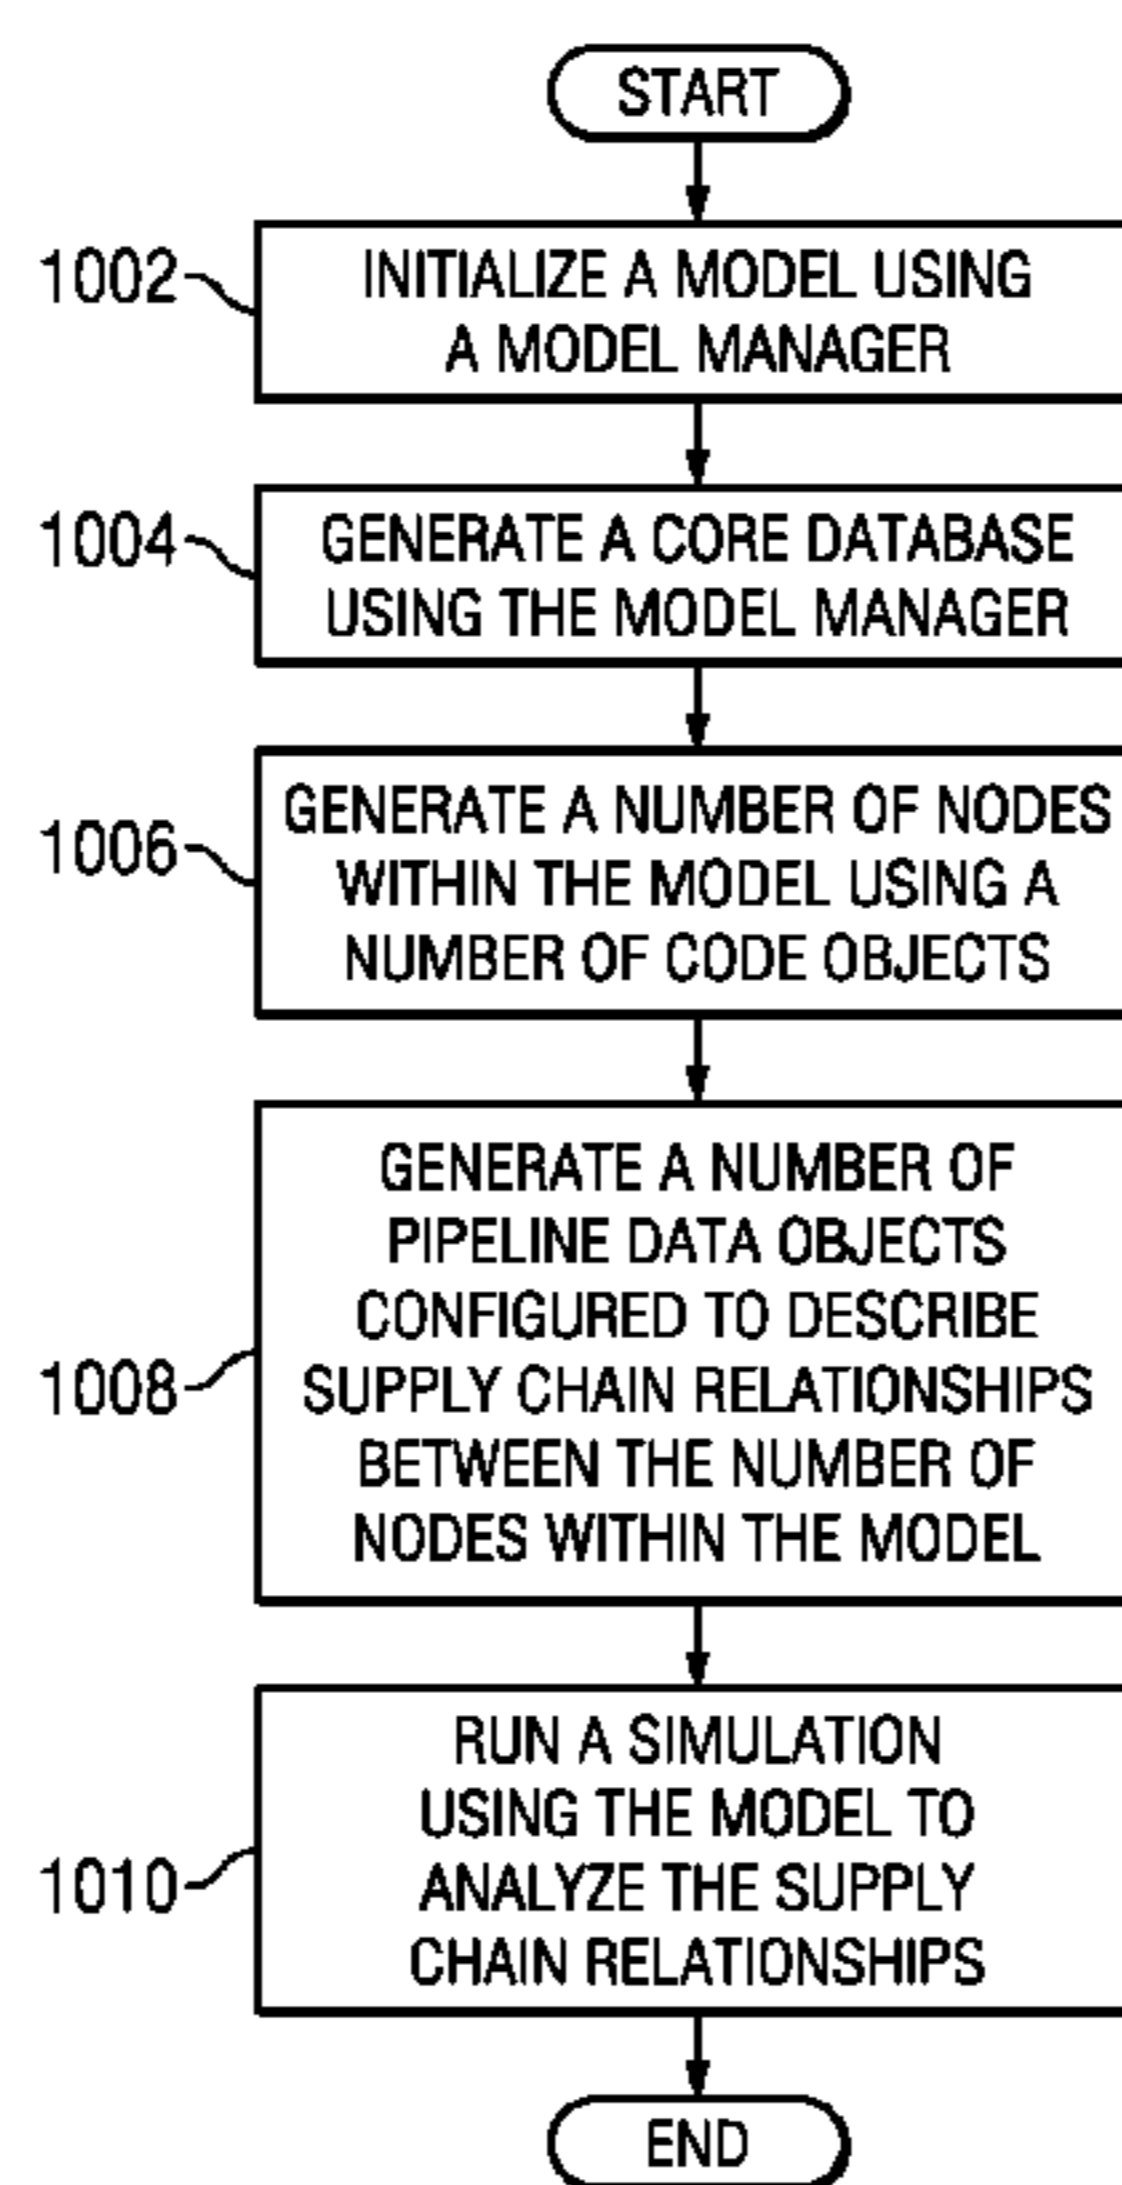 START
1002
INITIALIZE A MODEL USING
A MODEL MANAGER
1004
GENERATE A CORE DATABASE
USING THE MODEL MANAGER
1006
GENERATE A NUMBER OF NODES
WITHIN THE MODEL USING A
NUMBER OF CODE OBJECTS
1008
GENERATE A NUMBER OF
PIPELINE DATA OBJECTS
CONFIGURED TO DESCRIBE
SUPPLY CHAIN RELATIONSHIPS
BETWEEN THE NUMBER OF
NODES WITHIN THE MODEL
1010
RUN A SIMULATION
USING THE MODEL TO
ANALYZE THE SUPPLY
CHAIN RELATIONSHIPS
END